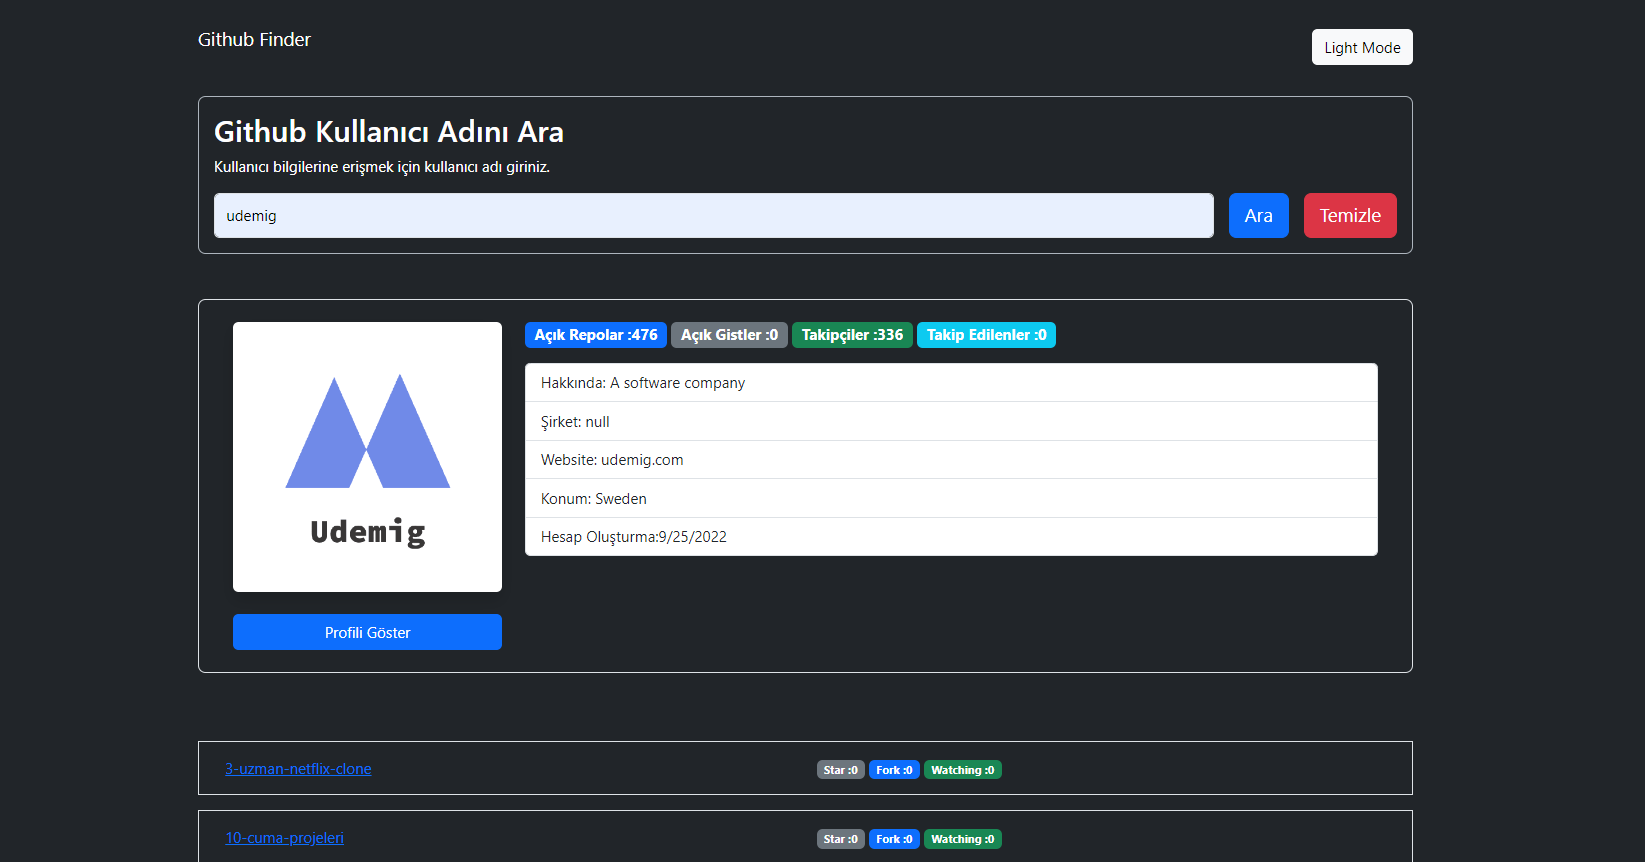 Github Finder
Light Mode
Github Kullanıcı Adını Ara
Kullanıcı bilgilerine erişmek için kullanıcı adı giriniz.
udemig
Ara
Temizle
Açık Repolar :476 Açık Gistler :0 Takipçiler :336 Takip Edilenler :0
Hakkında: A software company
Şirket: null
Website: udemig.com
Konum: Sweden
Hesap Oluşturma:9/25/2022
Udemig
Profili Göster
3-uzman-netflix-clone
Star :0 Fork :0 Watching :0
10-cuma-projeleri
Star :0 Fork :0 Watching :0